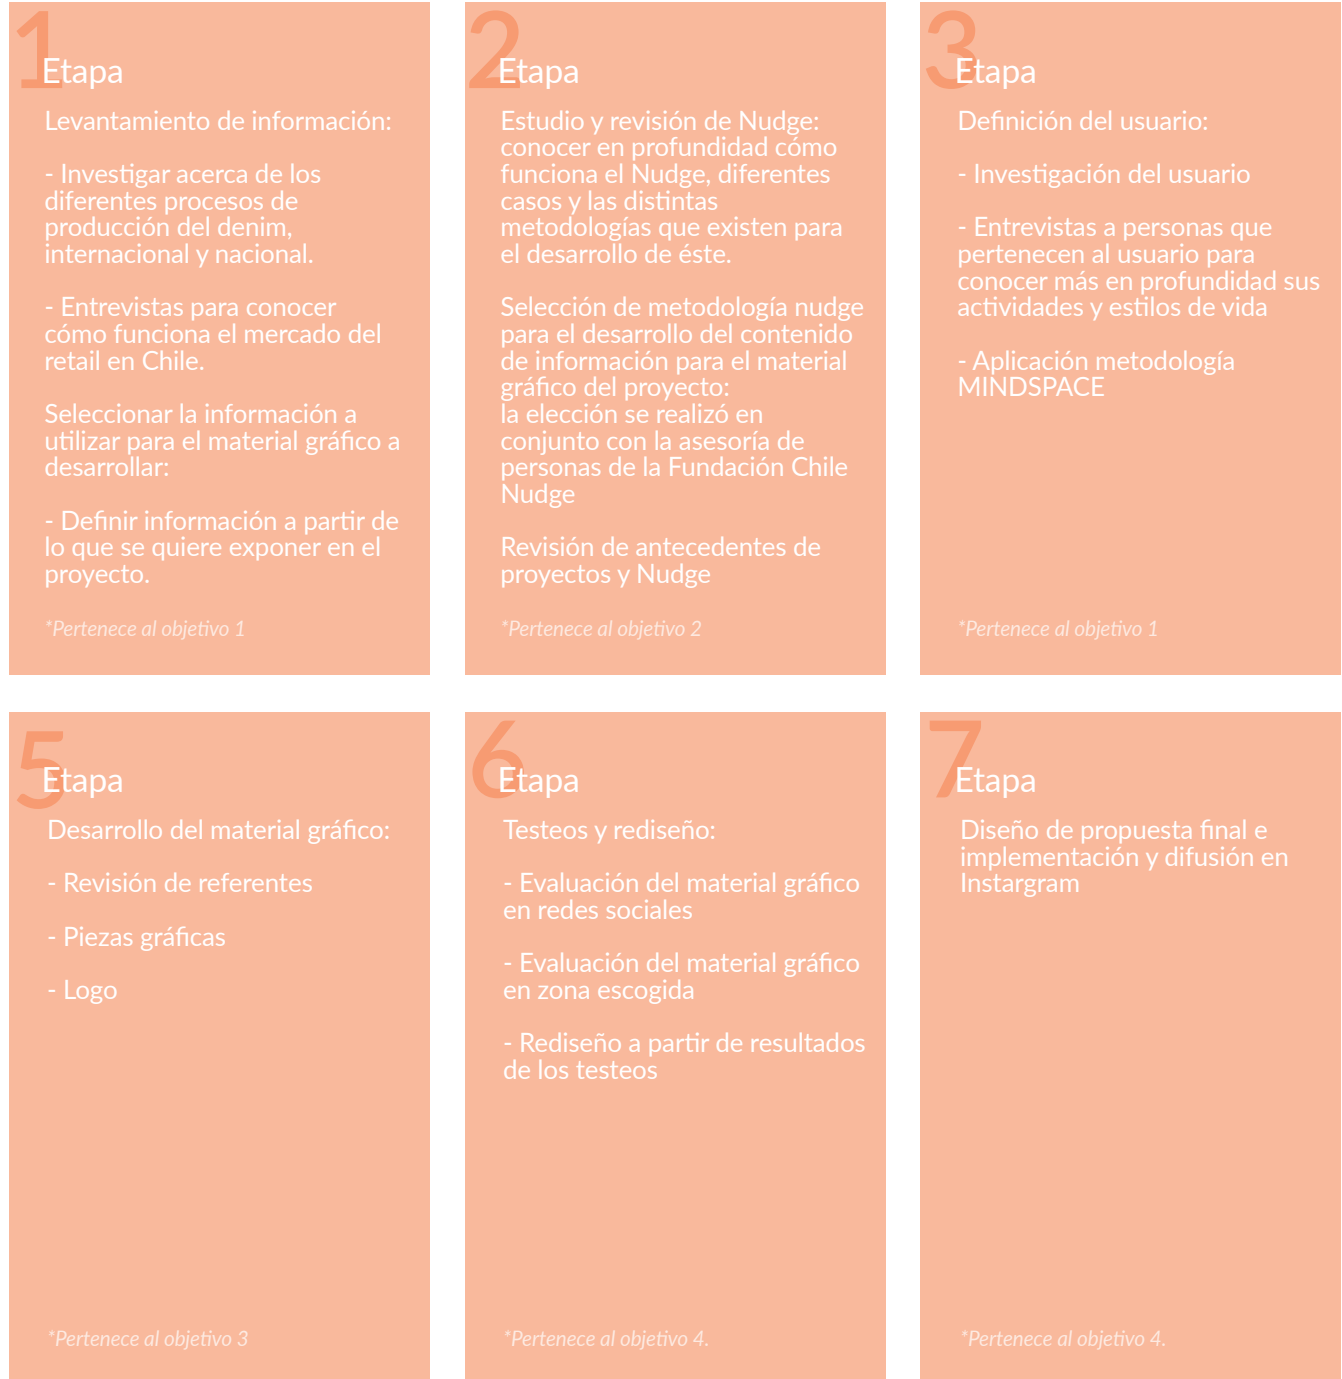 1
Etapa
Levantamiento de información:
- Investigar acerca de los
diferentes procesos de
producción del denim,
internacional y nacional.
- Entrevistas para conocer
cómo funciona el mercado del
retail en Chile.
Seleccionar la información a
utilizar para el material gráfico a
desarrollar:
- Definir información a partir de
lo que se quiere exponer en el
proyecto.
*Pertenece al objetivo 1
2
Etapa
Estudio y revisión de Nudge:
conocer en profundidad cómo
funciona el Nudge, diferentes
casos y las distintas
metodologías que existen para
el desarrollo de éste.
Selección de metodología nudge
para el desarrollo del contenido
de información para el material
gráfico del proyecto:
la elección se realizó en
conjunto con la asesoría de
personas de la Fundación Chile
Nudge
Revisión de antecedentes de
proyectos y Nudge
*Pertenece al objetivo 2
3
Etapa
Definición del usuario:
- Investigación del usuario
- Entrevistas a personas que
pertenecen al usuario para
conocer más en profundidad sus
actividades y estilos de vida
- Aplicación metodología
MINDSPACE
*Pertenece al objetivo 1
5
Etapa
Desarrollo del material gráfico:
- Revisión de referentes
- Piezas gráficas
- Logo
*Pertenece al objetivo 3
6
Etapa
Testeos y rediseño:
- Evaluación del material gráfico
en redes sociales
- Evaluación del material gráfico
en zona escogida
- Rediseño a partir de resultados
de los testeos
*Pertenece al objetivo 4.
7
Etapa
Diseño de propuesta final e
implementación y difusión en
Instargram
*Pertenece al objetivo 4.